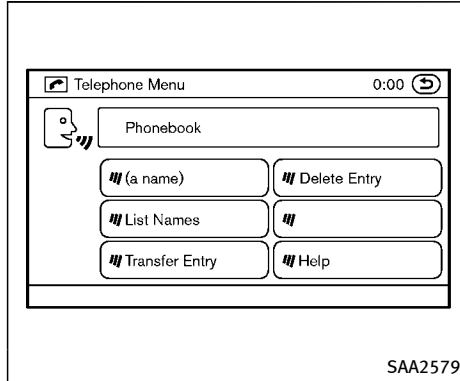 Telephone Menu 0:00
Phonebook
(a name) Delete Entry
List Names
Transfer Entry Help
SAA2579